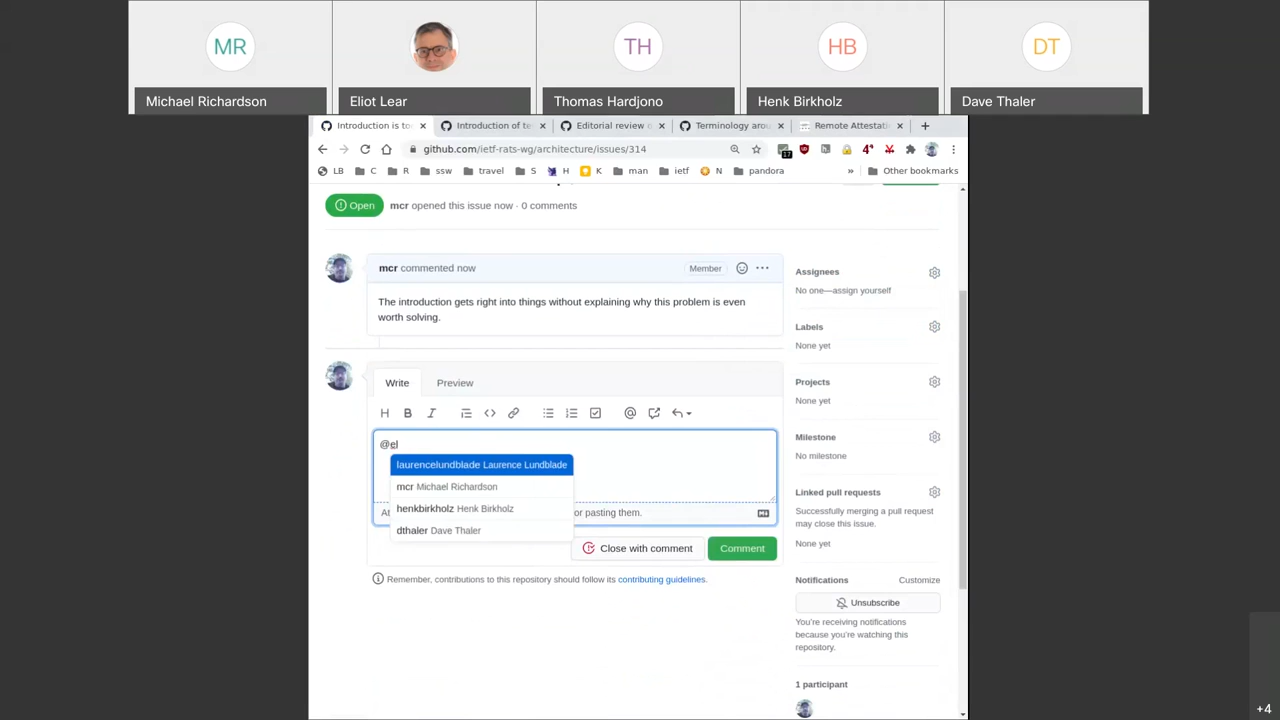 MR
TH
HB
DT
Michael Richardson
Eliot Lear
Thomas Hardjono
Henk Birkholz
Dave Thaler
Introduction is to
Introduction of te
Editorial review o
Terminology arou
Remote Attestati
github.com/ietf-rats-wg/architecture/issues/314
17
4⁹
LB
C
R
ssw
travel
S
H
K
man
ietf
N
pandora
»
Other bookmarks
Open
mcr opened this issue now · 0 comments
mcr commented now
Member
The introduction gets right into things without explaining why this problem is even
worth solving.
Write
Preview
@el
laurencelundblade Laurence Lundblade
mcr Michael Richardson
henkbirkholz Henk Birkholz
dthaler Dave Thaler
At
or pasting them.
Close with comment
Comment
Remember, contributions to this repository should follow its contributing guidelines.
Assignees
No one—assign yourself
Labels
None yet
Projects
None yet
Milestone
No milestone
Linked pull requests
Successfully merging a pull request
may close this issue.
None yet
Notifications
Customize
Unsubscribe
You're receiving notifications
because you're watching this
repository.
1 participant
+4